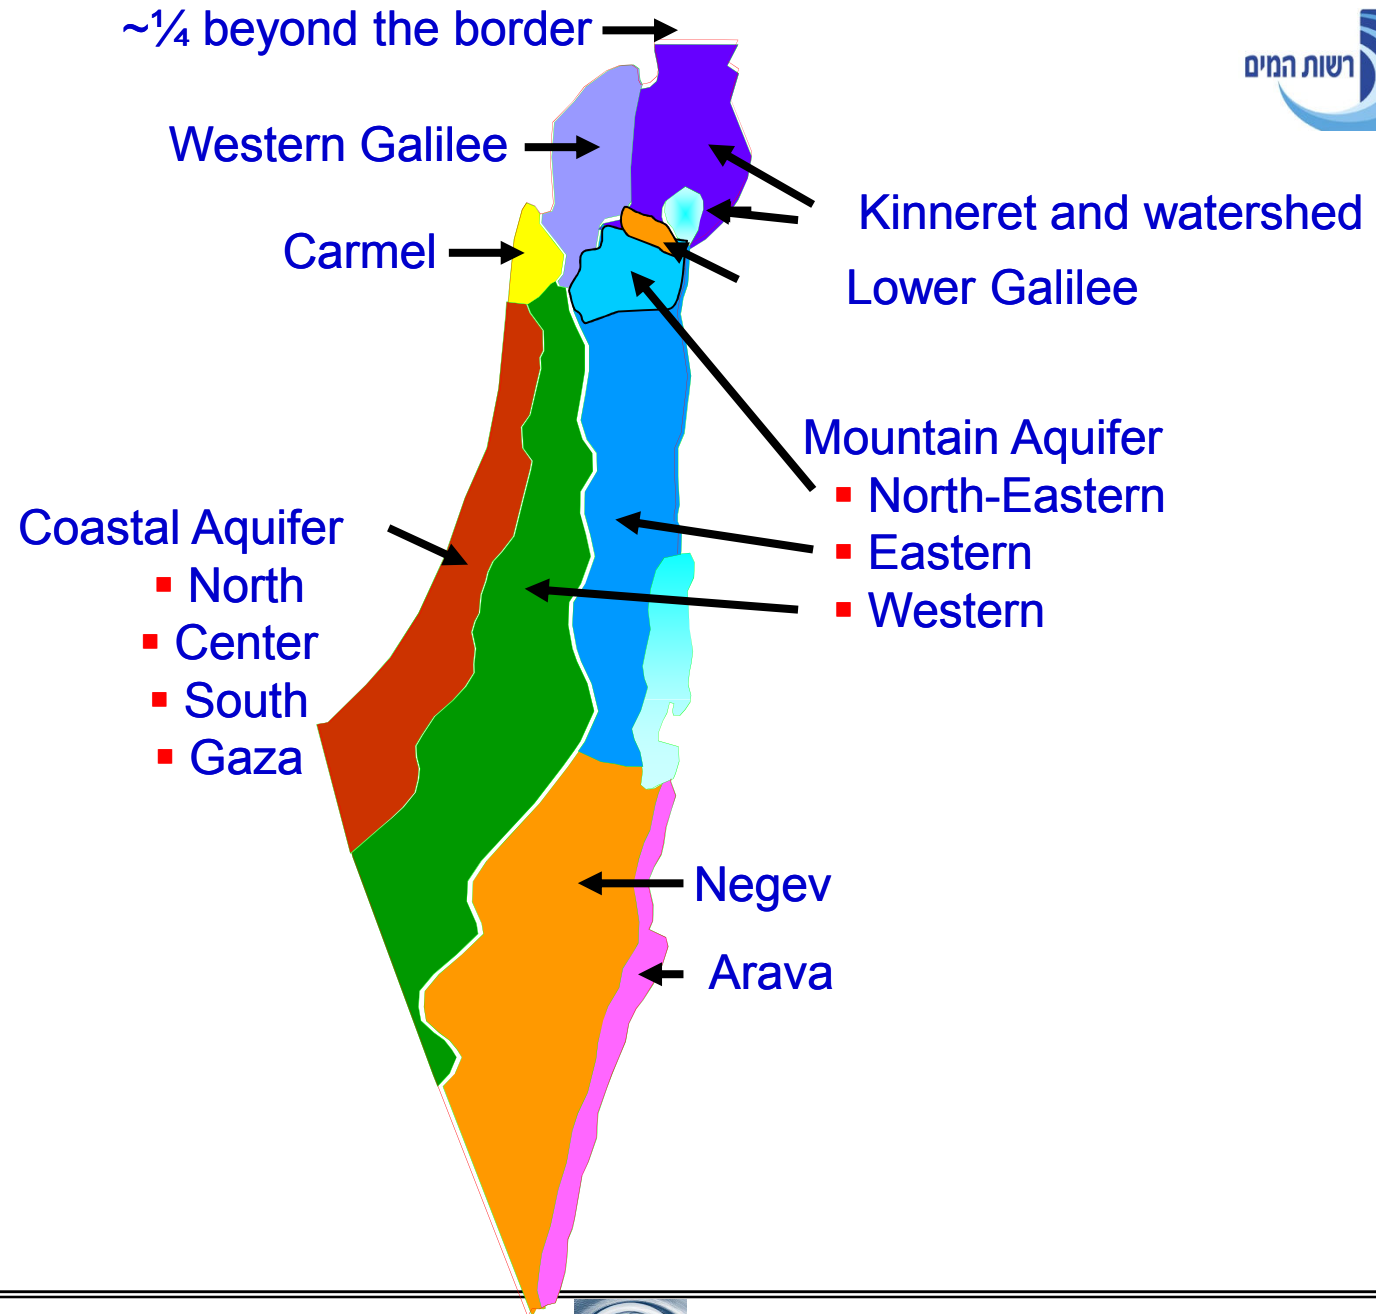 ~¼ beyond the border
רשות המים
Western Galilee
Kinneret and watershed
Carmel
Lower Galilee
Mountain Aquifer
▪ North-Eastern
▪ Eastern
▪ Western
Coastal Aquifer
▪ North
▪ Center
▪ South
▪ Gaza
Negev
Arava